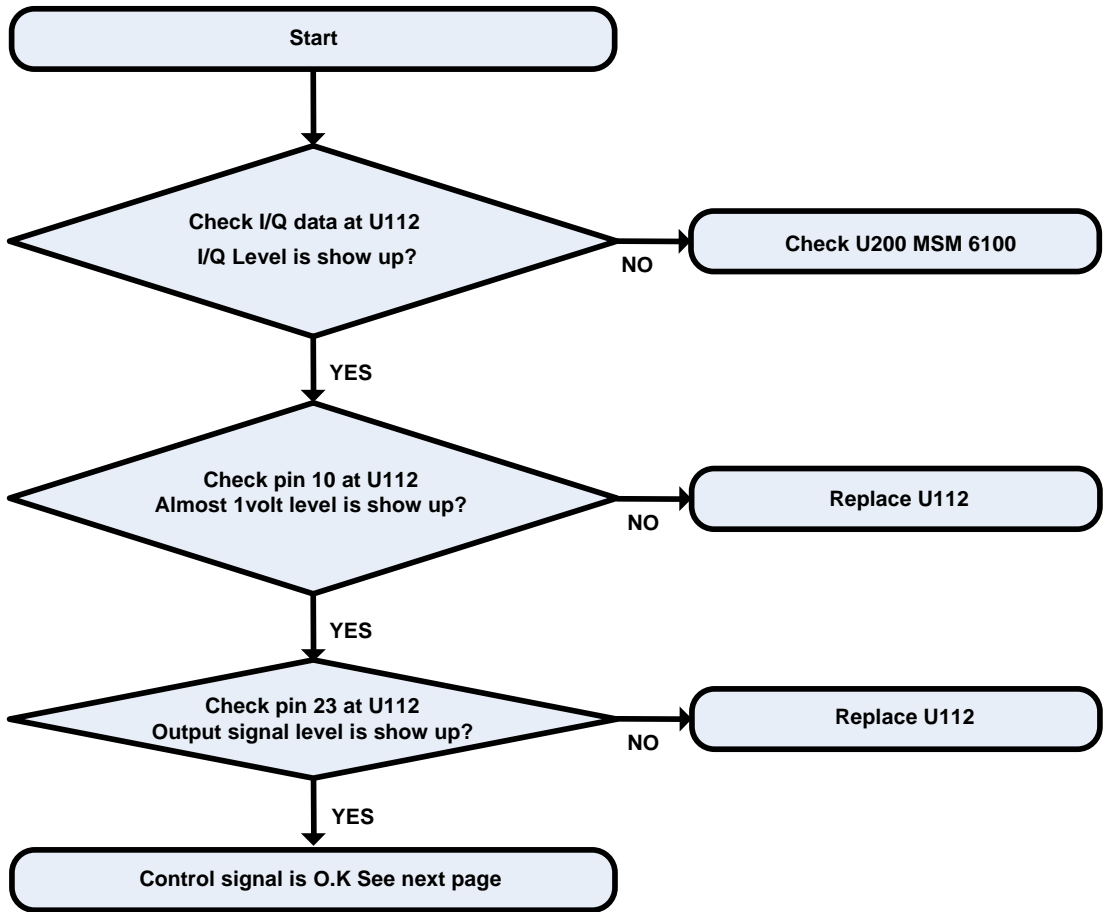 Start
Check I/Q data at U112
I/Q Level is show up?
NO
Check U200 MSM 6100
YES
Check pin 10 at U112
Almost 1volt level is show up?
NO
Replace U112
YES
Check pin 23 at U112
Output signal level is show up?
NO
Replace U112
YES
Control signal is O.K See next page